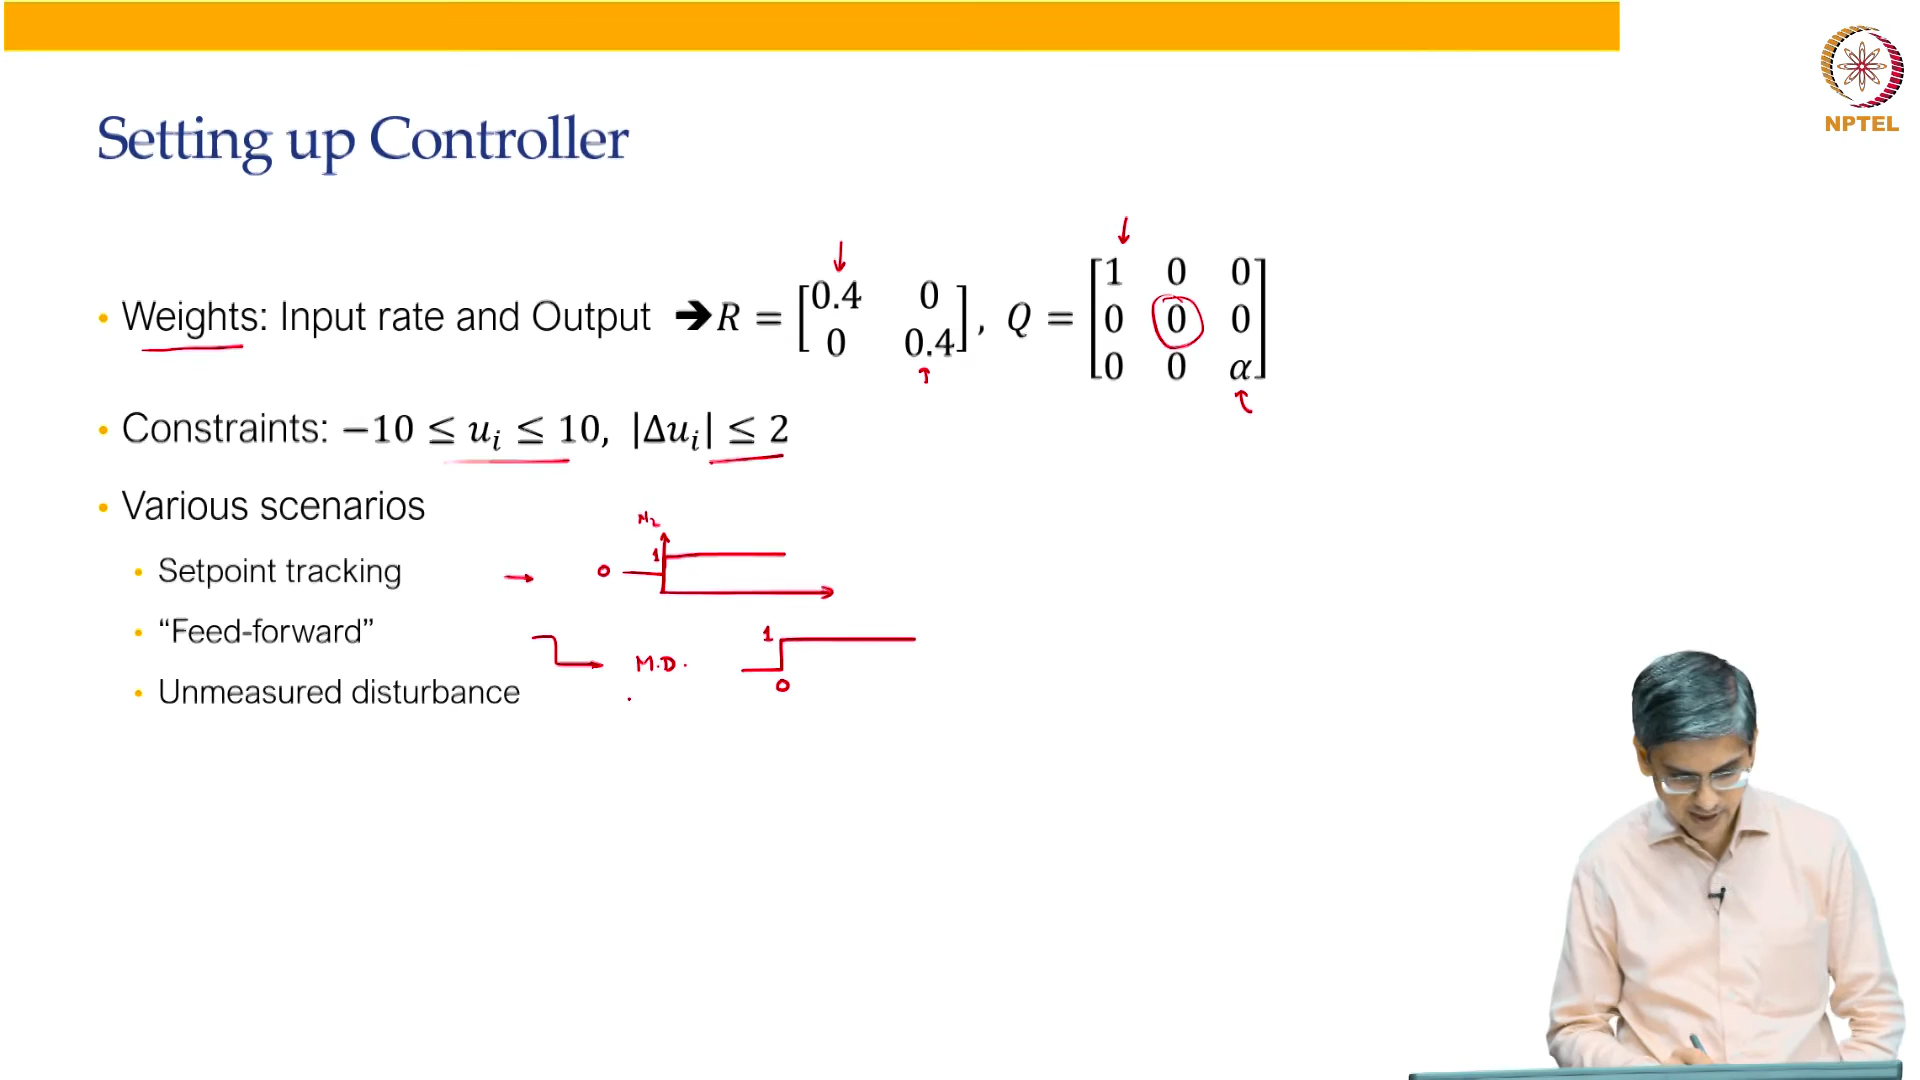 NPTEL
Setting up Controller
• Weights: Input rate and Output ➔ R = [0.4 0; 0 0.4], Q = [1 0 0; 0 0 0; 0 0 α]
• Constraints: −10 ≤ uᵢ ≤ 10, |Δuᵢ| ≤ 2
• Various scenarios
• Setpoint tracking
1
0
• “Feed-forward”
M.D.
1
0
• Unmeasured disturbance